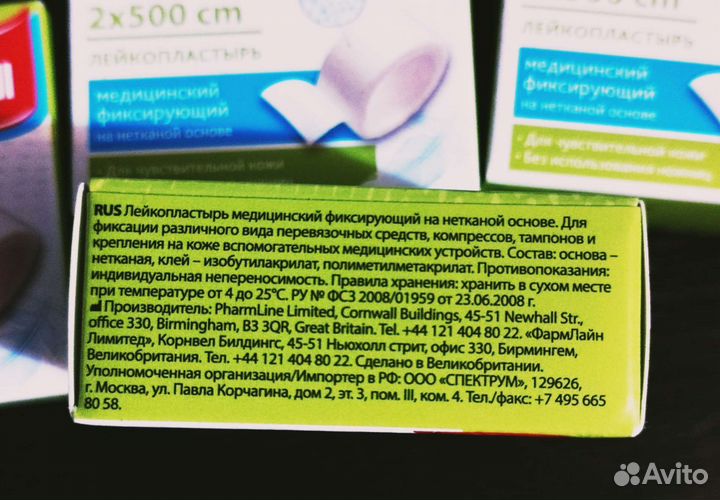 2x500 cm
ЛЕЙКОПЛАСТЫРЬ
медицинский
фиксирующий
на нетканой основе
• Для чувствительной кожи
cm
ЛЕЙКОПЛАСТЫРЬ
медицинский
фиксирующий
на нетканой основе
• Для чувствительной кожи
• Без использования ножниц
RUS Лейкопластырь медицинский фиксирующий на нетканой основе. Для
фиксации различного вида перевязочных средств, компрессов, тампонов и
крепления на коже вспомогательных медицинских устройств. Состав: основа –
нетканая, клей – изобутилакрилат, полиметилметакрилат. Противопоказания:
индивидуальная непереносимость. Правила хранения: хранить в сухом месте
при температуре от 4 до 25°С. РУ № ФСЗ 2008/01959 от 23.06.2008 г.
Производитель: PharmLine Limited, Cornwall Buildings, 45-51 Newhall Str.,
office 330, Birmingham, B3 3QR, Great Britain. Tel. +44 121 404 80 22. «ФармЛайн
Лимитед», Корнвел Билдингс, 45-51 Ньюхолл стрит, офис 330, Бирмингем,
Великобритания. Тел. +44 121 404 80 22. Сделано в Великобритании.
Уполномоченная организация/Импортер в РФ: ООО «СПЕКТРУМ», 129626,
г. Москва, ул. Павла Корчагина, дом 2, эт. 3, пом. III, ком. 4. Тел./факс: +7 495 665
80 58.
Avito